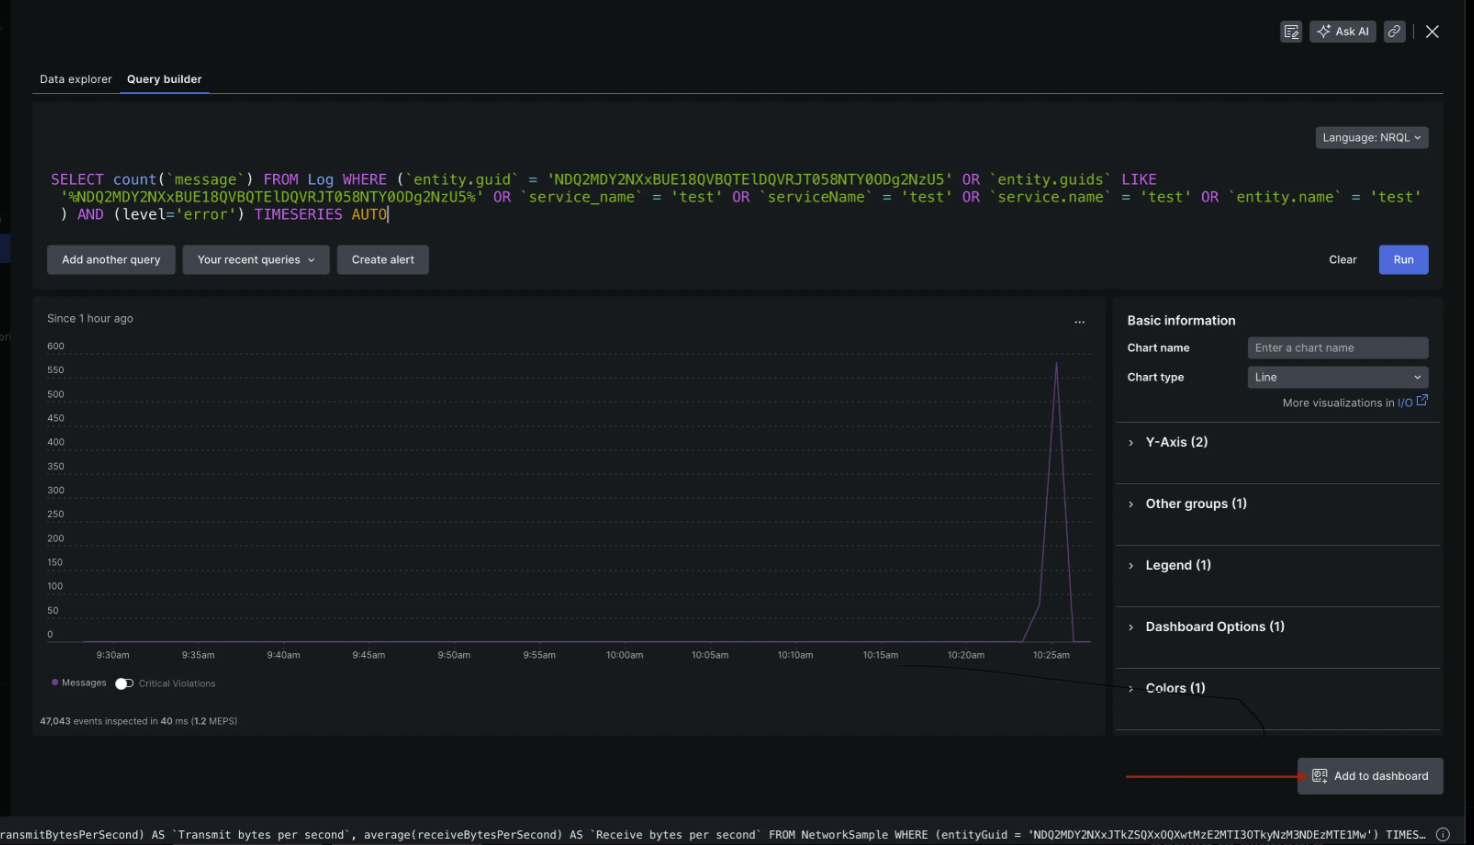 Ask AI
Data explorer Query builder
Language: NRQL
SELECT count(`message`) FROM Log WHERE (`entity.guid` = 'NDQ2MDY2NXxBUE18QVBQTElDQVRJT058NTY0ODg2NzU5' OR `entity.guids` LIKE
'%NDQ2MDY2NXxBUE18QVBQTElDQVRJT058NTY0ODg2NzU5%' OR `service_name` = 'test' OR `serviceName` = 'test' OR `service.name` = 'test' OR `entity.name` = 'test'
) AND (level='error') TIMESERIES AUTO
Add another query Your recent queries Create alert Clear Run
Since 1 hour ago
600
550
500
450
400
350
300
250
200
150
100
50
0
9:30am 9:35am 9:40am 9:45am 9:50am 9:55am 10:00am 10:05am 10:10am 10:15am 10:20am 10:25am
Messages Critical Violations
47,043 events inspected in 40 ms (1.2 MEPS)
Basic information
Chart name Enter a chart name
Chart type Line
More visualizations in I/O
Y-Axis (2)
Other groups (1)
Legend (1)
Dashboard Options (1)
Colors (1)
Add to dashboard
ransmitBytesPerSecond) AS `Transmit bytes per second`, average(receiveBytesPerSecond) AS `Receive bytes per second` FROM NetworkSample WHERE (entityGuid = 'NDQ2MDY2NXxJTkZSQXxOQXwtMzE2MTI3OTkyNzM3NDEzMTE1Mw') TIMES…